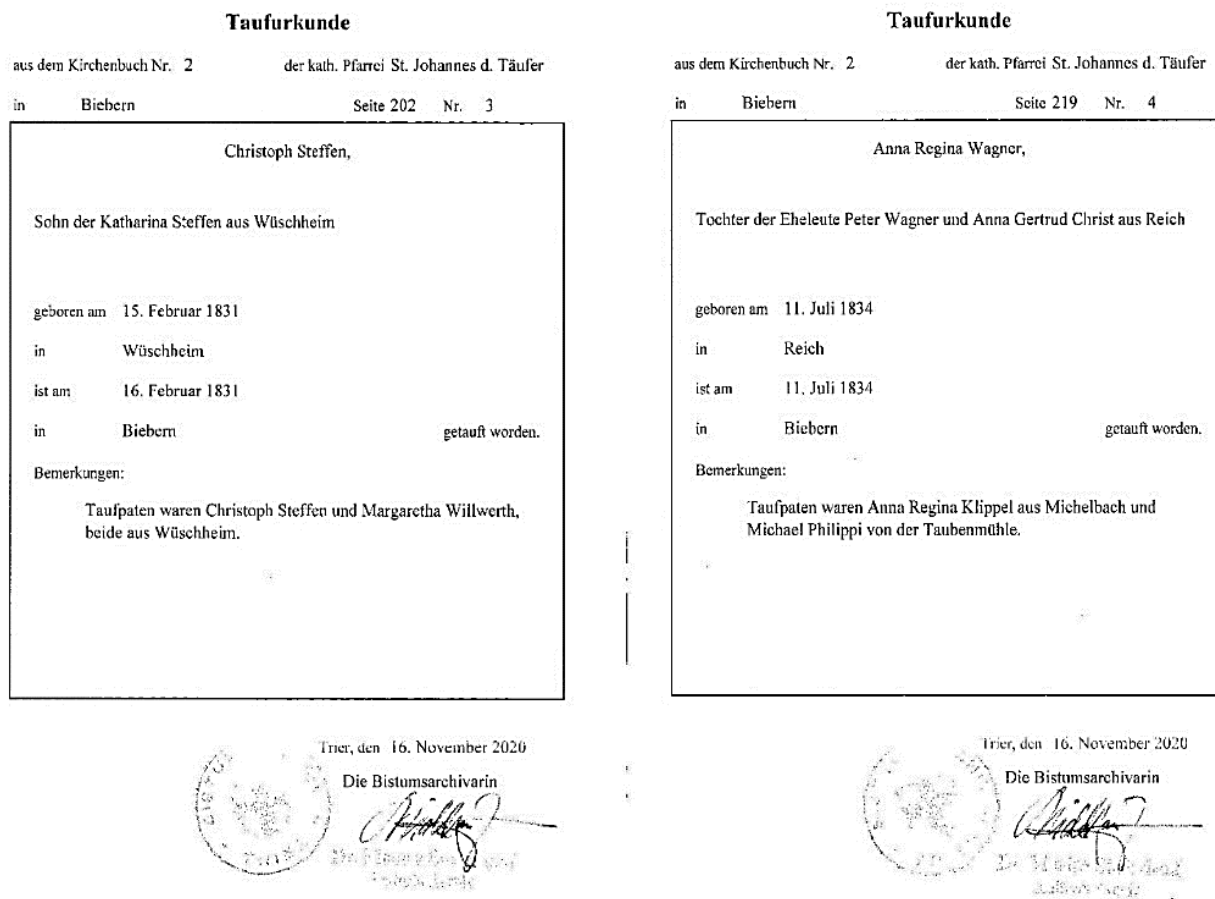 Taufurkunde
aus dem Kirchenbuch Nr. 2 der kath. Pfarrei St. Johannes d. Täufer
in Biebern Seite 202 Nr. 3
Christoph Steffen,
Sohn der Katharina Steffen aus Wüschheim
geboren am 15. Februar 1831
in Wüschheim
ist am 16. Februar 1831
in Biebern getauft worden.
Bemerkungen:
Taufpaten waren Christoph Steffen und Margaretha Willwerth,
beide aus Wüschheim.
Trier, den 16. November 2020
Die Bistumsarchivarin
Taufurkunde
aus dem Kirchenbuch Nr. 2 der kath. Pfarrei St. Johannes d. Täufer
in Biebern Seite 219 Nr. 4
Anna Regina Wagner,
Tochter der Eheleute Peter Wagner und Anna Gertrud Christ aus Reich
geboren am 11. Juli 1834
in Reich
ist am 11. Juli 1834
in Biebern getauft worden.
Bemerkungen:
Taufpaten waren Anna Regina Klippel aus Michelbach und
Michael Philippi von der Taubenmühle.
Trier, den 16. November 2020
Die Bistumsarchivarin